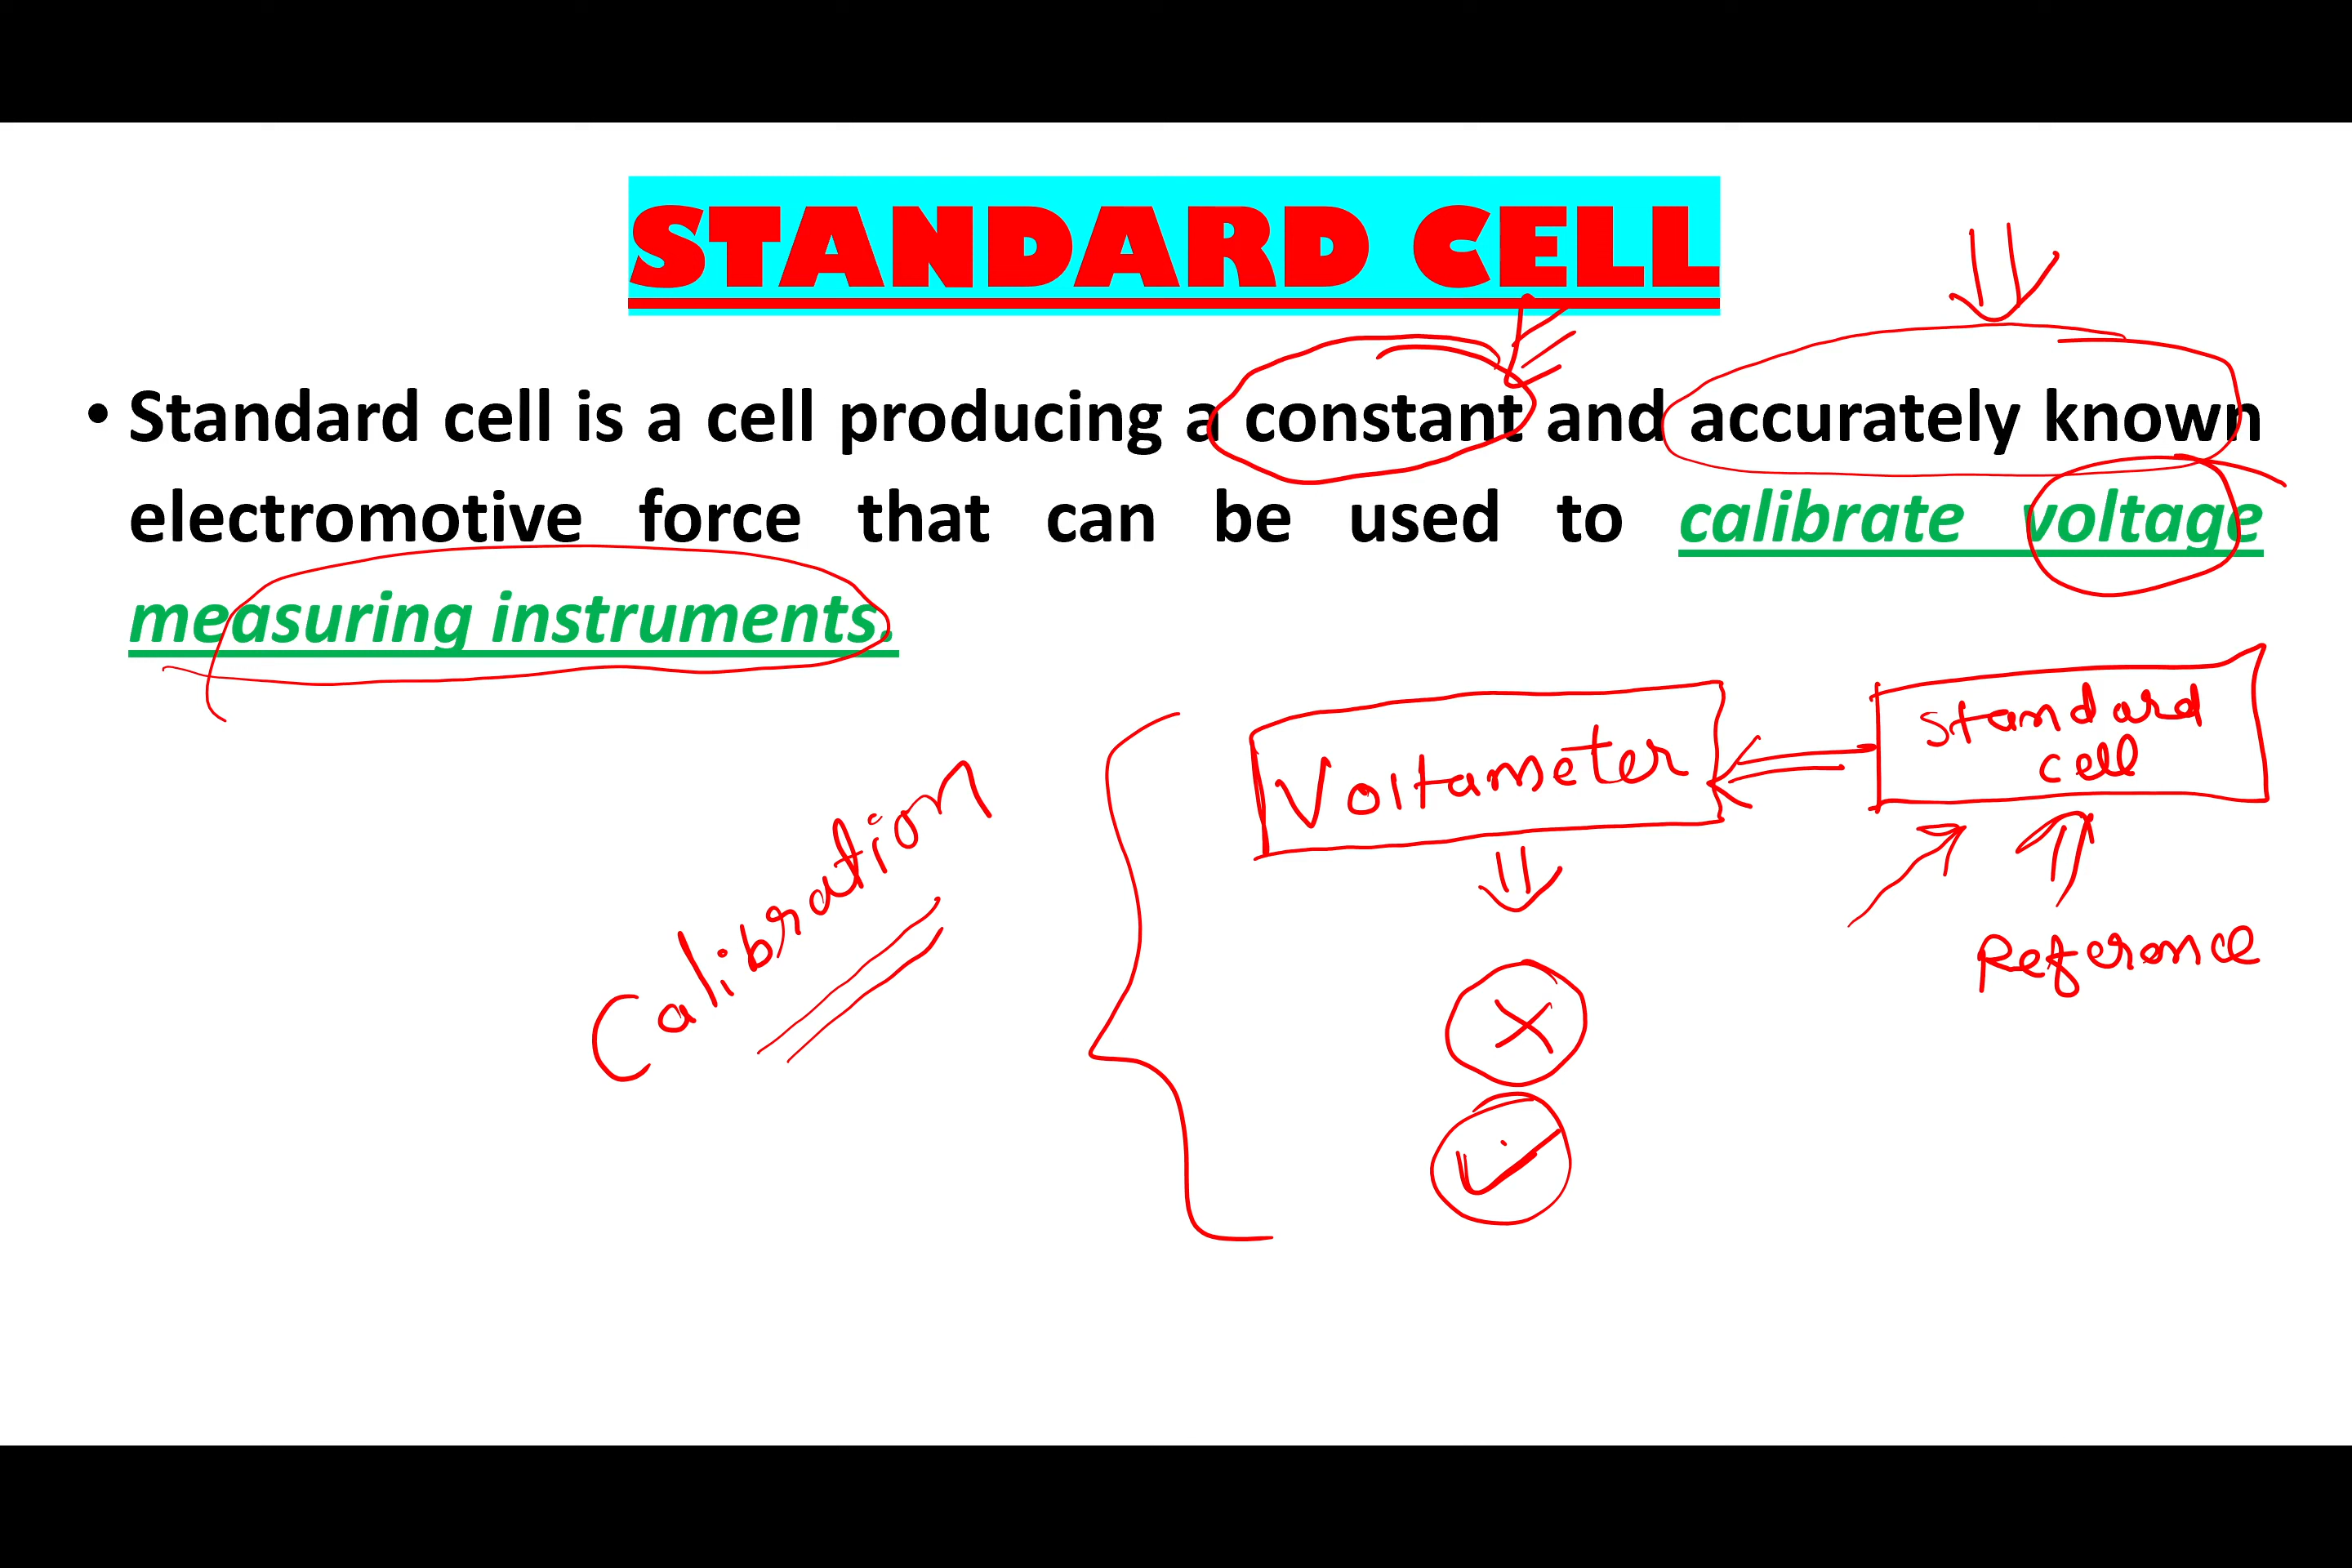 STANDARD CELL
• Standard cell is a cell producing a constant and accurately known
electromotive force that can be used to calibrate voltage
measuring instruments.
Standard
cell
Voltameter
Calibration
Reference